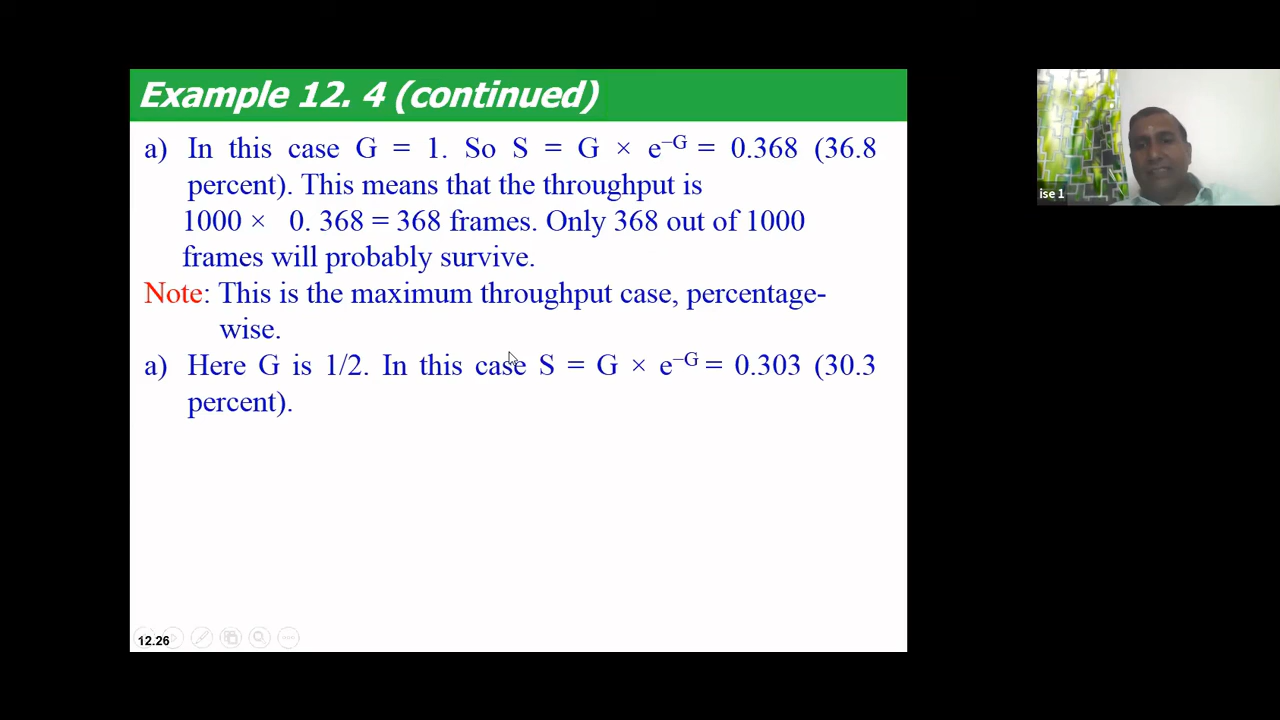 Example 12. 4 (continued)
a) In this case G = 1. So S = G × e–G = 0.368 (36.8
percent). This means that the throughput is
1000 × 0. 368 = 368 frames. Only 368 out of 1000
frames will probably survive.
Note: This is the maximum throughput case, percentage-
wise.
a) Here G is 1/2. In this case S = G × e–G = 0.303 (30.3
percent).
12.26
ise 1